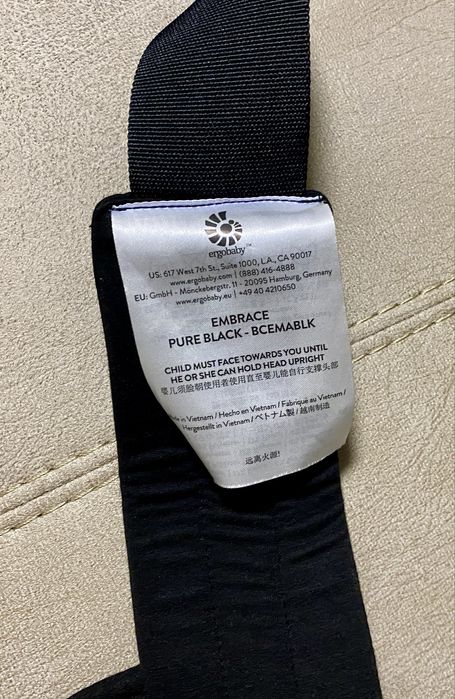 ergobaby™
US: 617 West 7th St., Suite 1000, L.A., CA 90017
www.ergobaby.com | (888) 416-4888
EU: GmbH - Mönckebergstr. 11 - 20095 Hamburg, Germany
www.ergobaby.eu | +49 40 4210650
EMBRACE
PURE BLACK - BCEMABLK
CHILD MUST FACE TOWARDS YOU UNTIL
HE OR SHE CAN HOLD HEAD UPRIGHT
婴儿须脸朝使用者使用直至婴儿能自行支撑头部
in Vietnam / Hecho en Vietnam / Fabrique au Vietnam /
Hergestellt in Vietnam / ベトナム製 / 越南制造
远离火源!